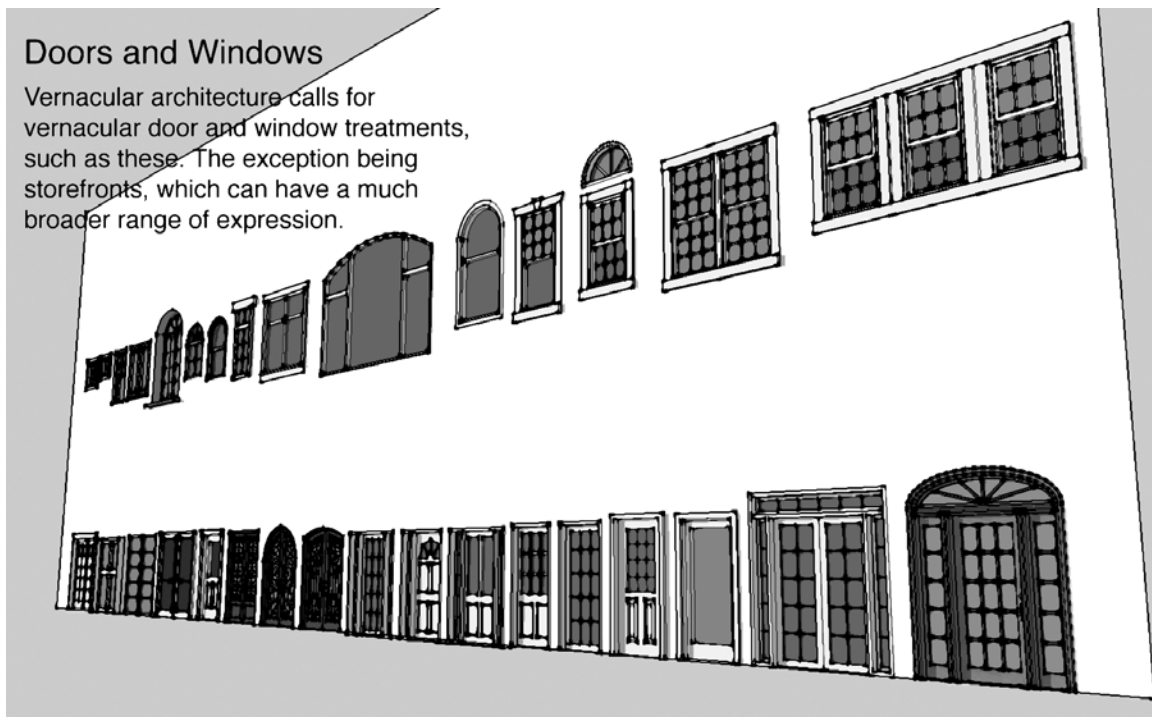 Doors and Windows
Vernacular architecture calls for
vernacular door and window treatments,
such as these. The exception being
storefronts, which can have a much
broader range of expression.